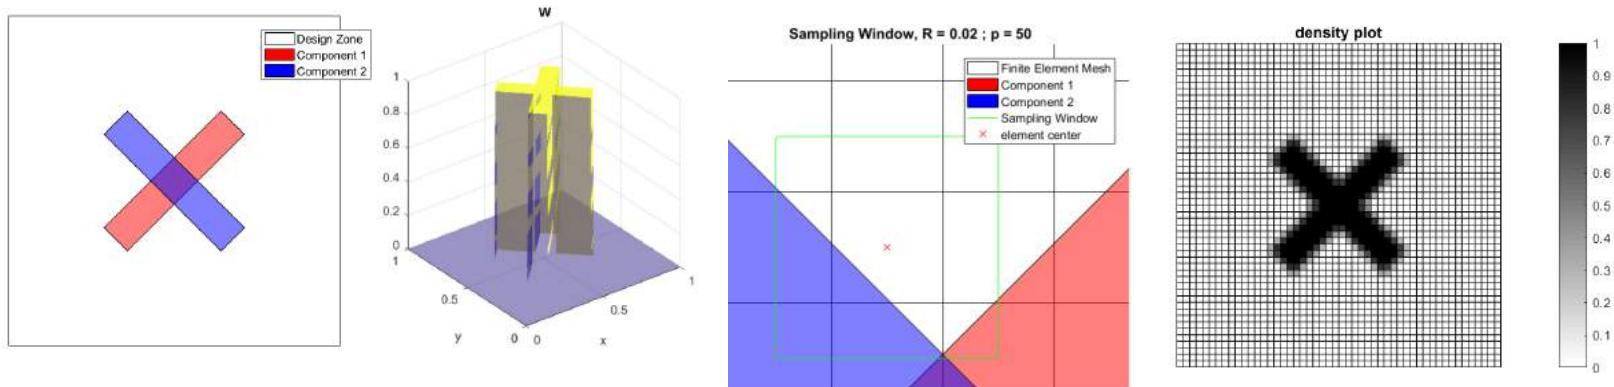 Design Zone
Component 1
Component 2
W
1
0.8
0.6
0.4
0.2
0
1
0.5
0
y
0
0.5
1
x
Sampling Window, R = 0.02 ; p = 50
Finite Element Mesh
Component 1
Component 2
Sampling Window
element center
density plot
1
0.9
0.8
0.7
0.6
0.5
0.4
0.3
0.2
0.1
0